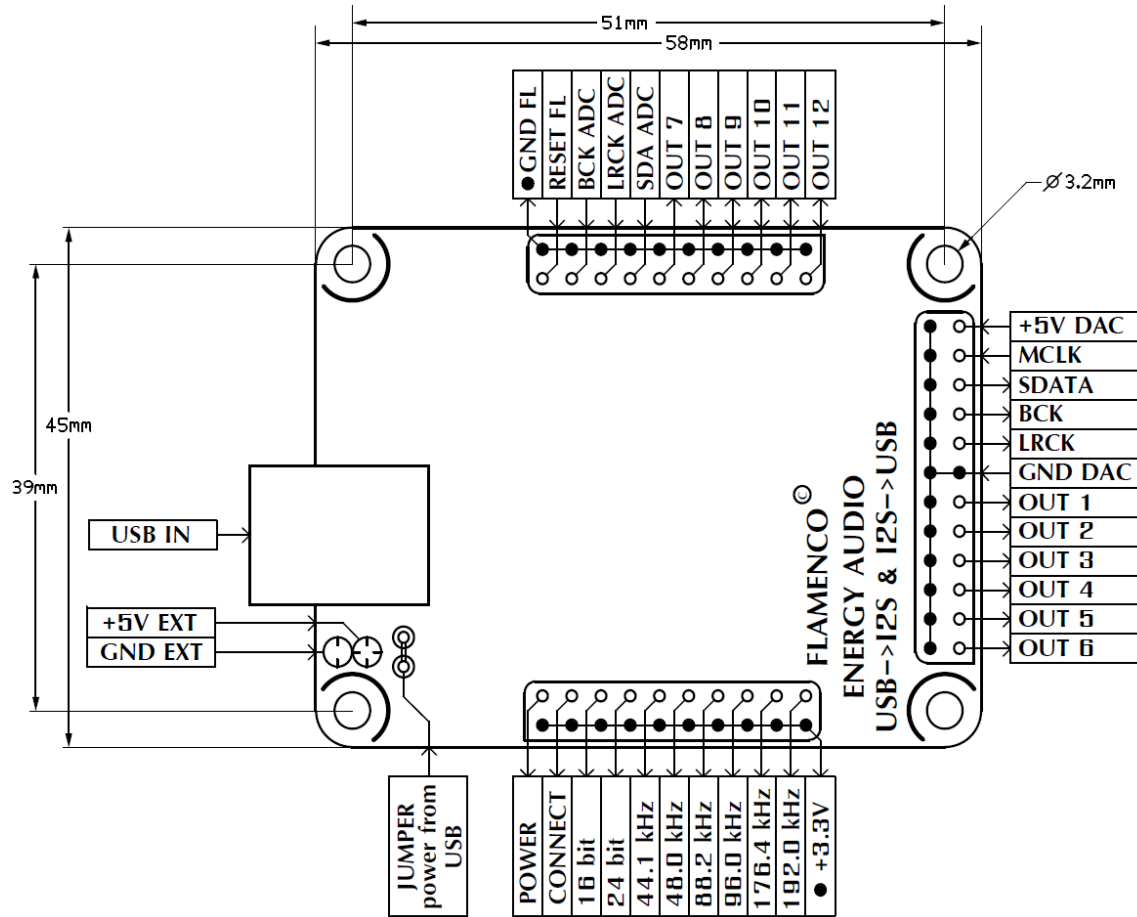 51mm
58mm
● GND FL
RESET FL
BCK ADC
LRCK ADC
SDA ADC
OUT 7
OUT 8
OUT 9
OUT 10
OUT 11
OUT 12
Ø 3.2mm
45mm
39mm
+5V DAC
MCLK
SDATA
BCK
LRCK
GND DAC
OUT 1
OUT 2
OUT 3
OUT 4
OUT 5
OUT 6
USB IN
+5V EXT
GND EXT
FLAMENCO ©
ENERGY AUDIO
USB->I2S & I2S->USB
JUMPER
power from
USB
POWER
CONNECT
16 bit
24 bit
44.1 kHz
48.0 kHz
88.2 kHz
96.0 kHz
176.4 kHz
192.0 kHz
● +3.3V